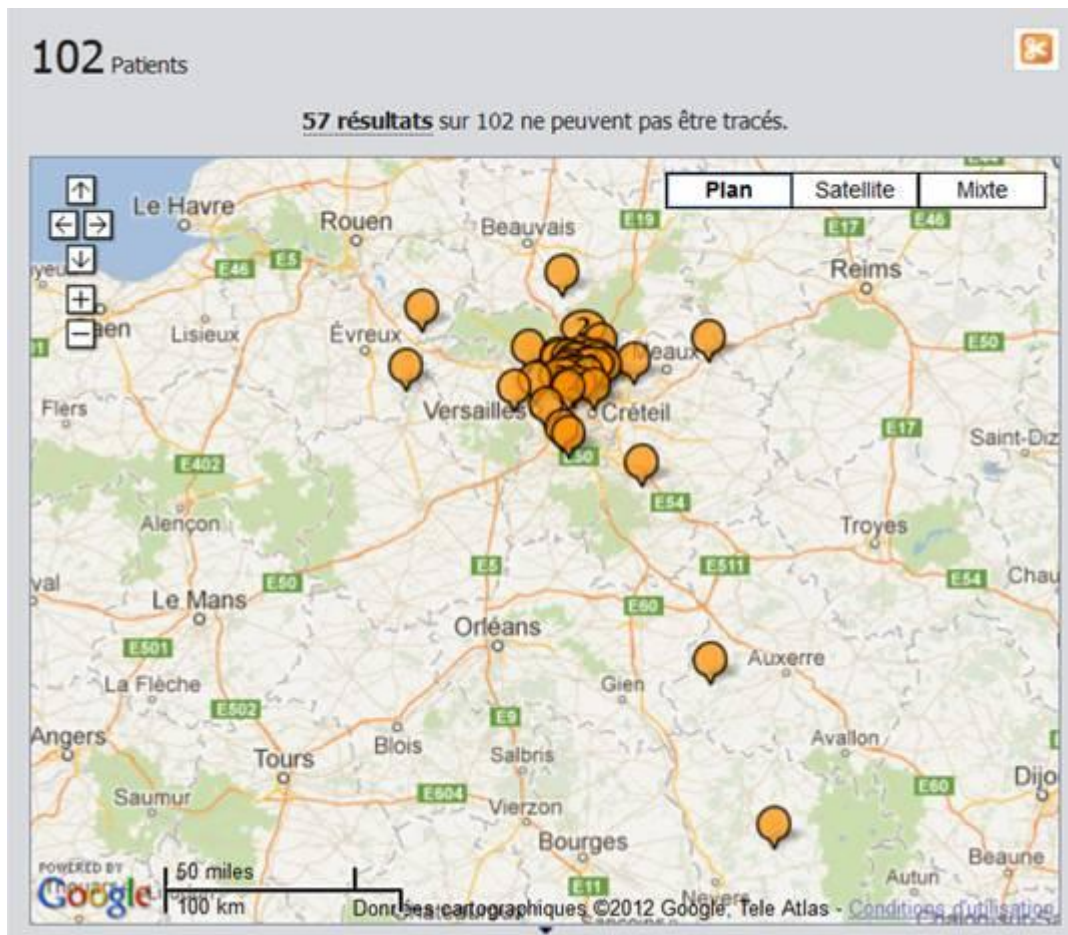 102 Patients
57 résultats sur 102 ne peuvent pas être tracés.
Plan Satellite Mixte
Le Havre
Rouen
Beauvais
E19
E17
E46
Reims
E46
E5
Lisieux
Évreux
Meaux
E50
Versailles
Créteil
Flers
E17
Saint-Diz
E402
E50
E54
Alençon
Troyes
E5
E511
E54
Chau
E50
Le Mans
E60
Orléans
E501
Auxerre
La Flèche
Gien
E502
E9
Angers
Blois
Avallon
Tours
Salbris
Dijo
E604
E60
Saumur
Vierzon
Bourges
Beaune
POWERED BY
Google
50 miles
100 km
E11
Autun
Nevers
Données cartographiques ©2012 Google, Tele Atlas - Conditions d'utilisation